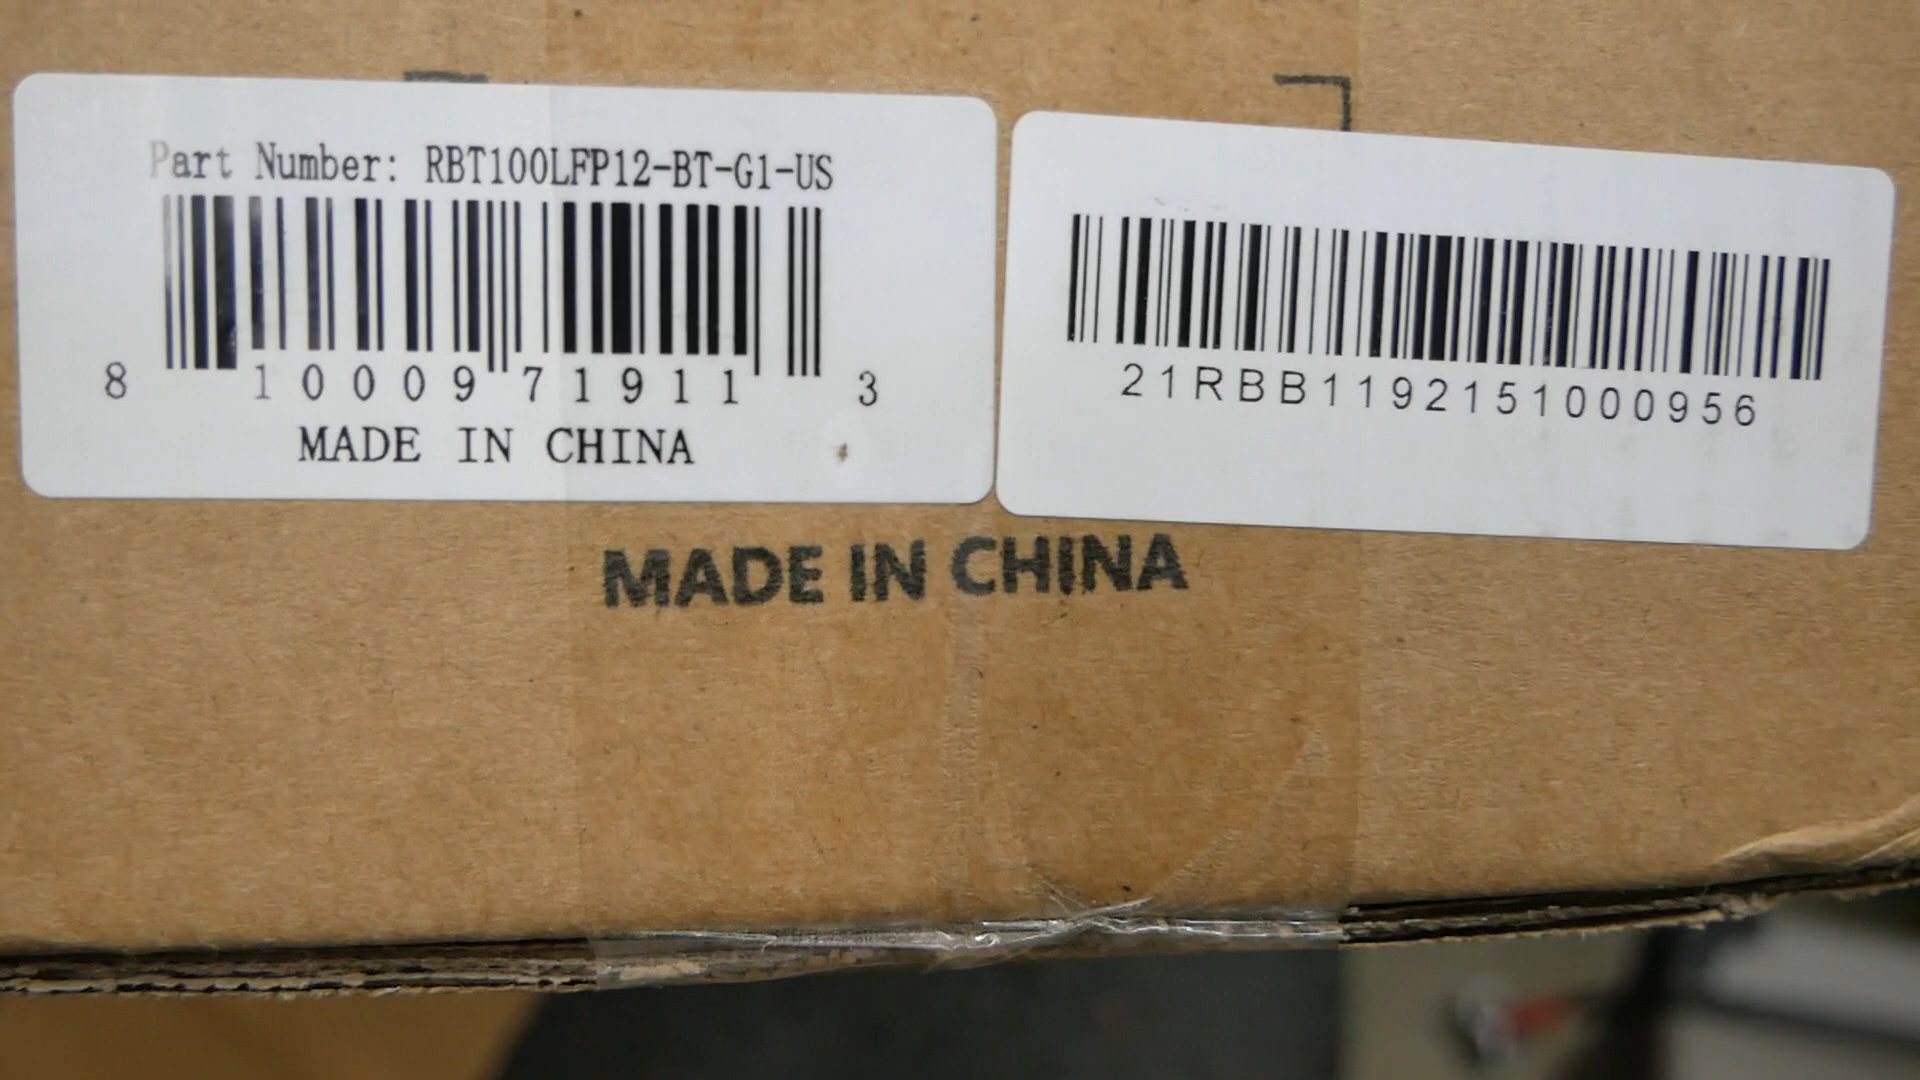 Part Number: RBT100LFP12-BT-G1-US
8 10009 71911 3
MADE IN CHINA
21RBB1192151000956
MADE IN CHINA